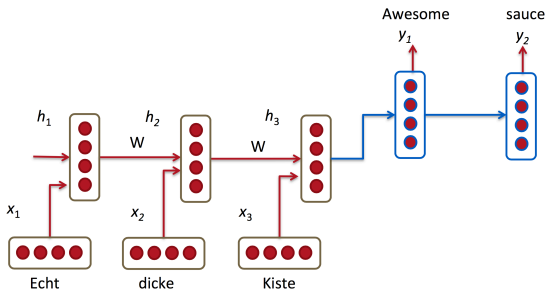 Awesome sauce
y1 y2
h1 h2 h3
W W
x1 x2 x3
Echt dicke Kiste